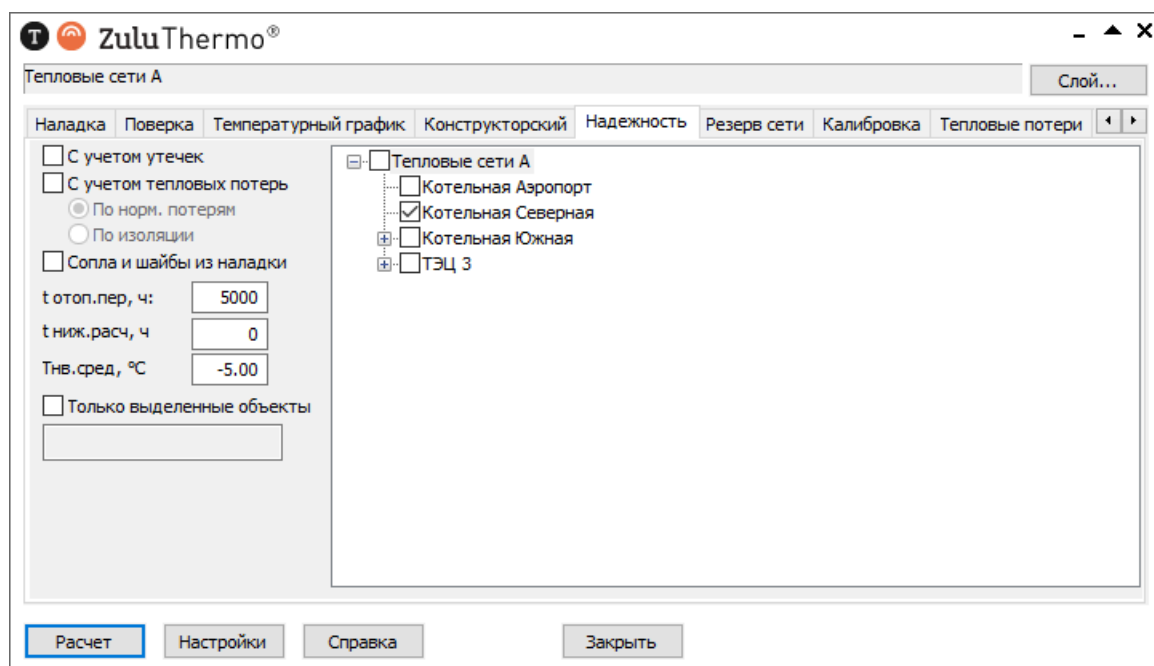 ZuluThermo®
Тепловые сети А
Слой...
Наладка Поверка Температурный график Конструкторский Надежность Резерв сети Калибровка Тепловые потери
С учетом утечек
С учетом тепловых потерь
По норм. потерям
По изоляции
Сопла и шайбы из наладки
t отоп.пер, ч: 5000
t ниж.расч, ч 0
Тнв.сред, °C -5.00
Только выделенные объекты
Тепловые сети А
Котельная Аэропорт
Котельная Северная
Котельная Южная
ТЭЦ 3
Расчет Настройки Справка Закрыть